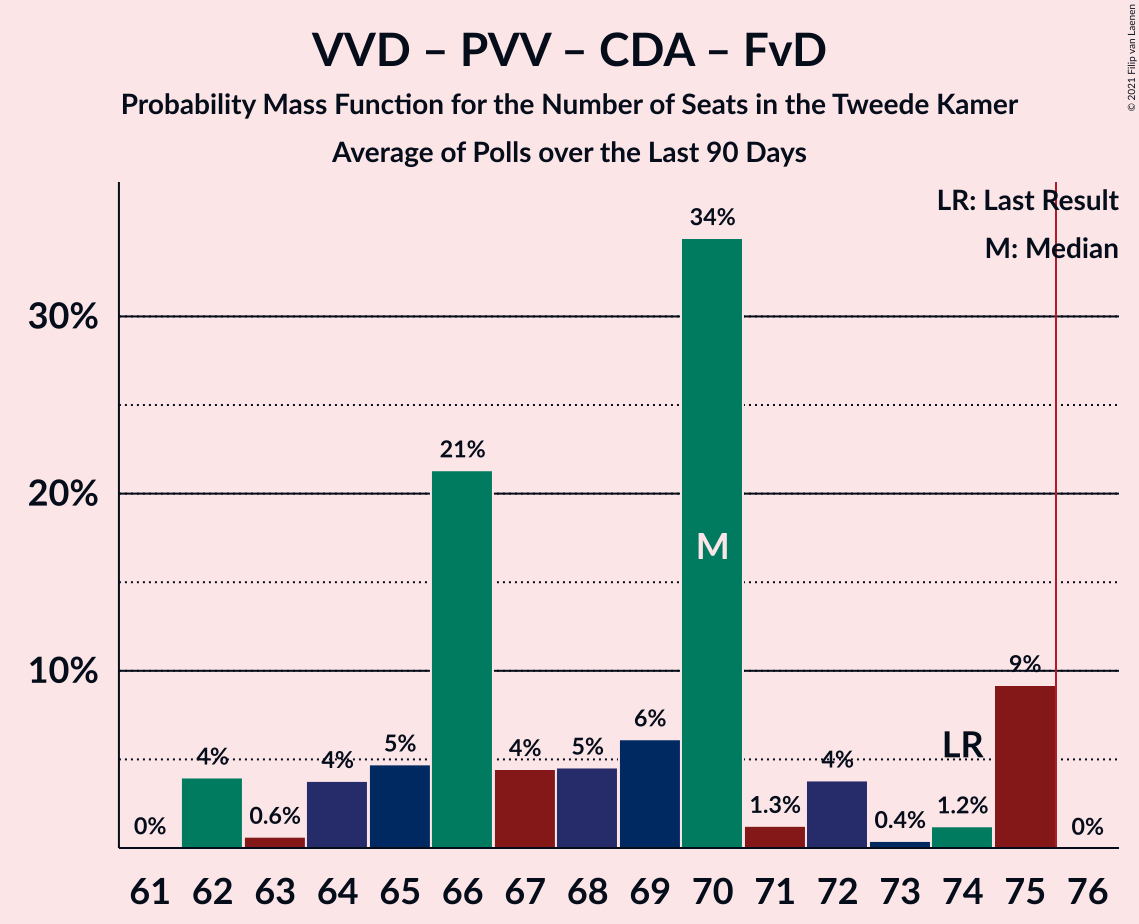 VVD – PVV – CDA – FvD
Probability Mass Function for the Number of Seats in the Tweede Kamer
Average of Polls over the Last 90 Days
© 2021 Filip van Laenen
LR: Last Result
M: Median
30%
20%
10%
0%
4%
0.6%
4%
5%
21%
4%
5%
6%
34%
M
1.3%
4%
0.4%
1.2%
LR
9%
0%
61 62 63 64 65 66 67 68 69 70 71 72 73 74 75 76